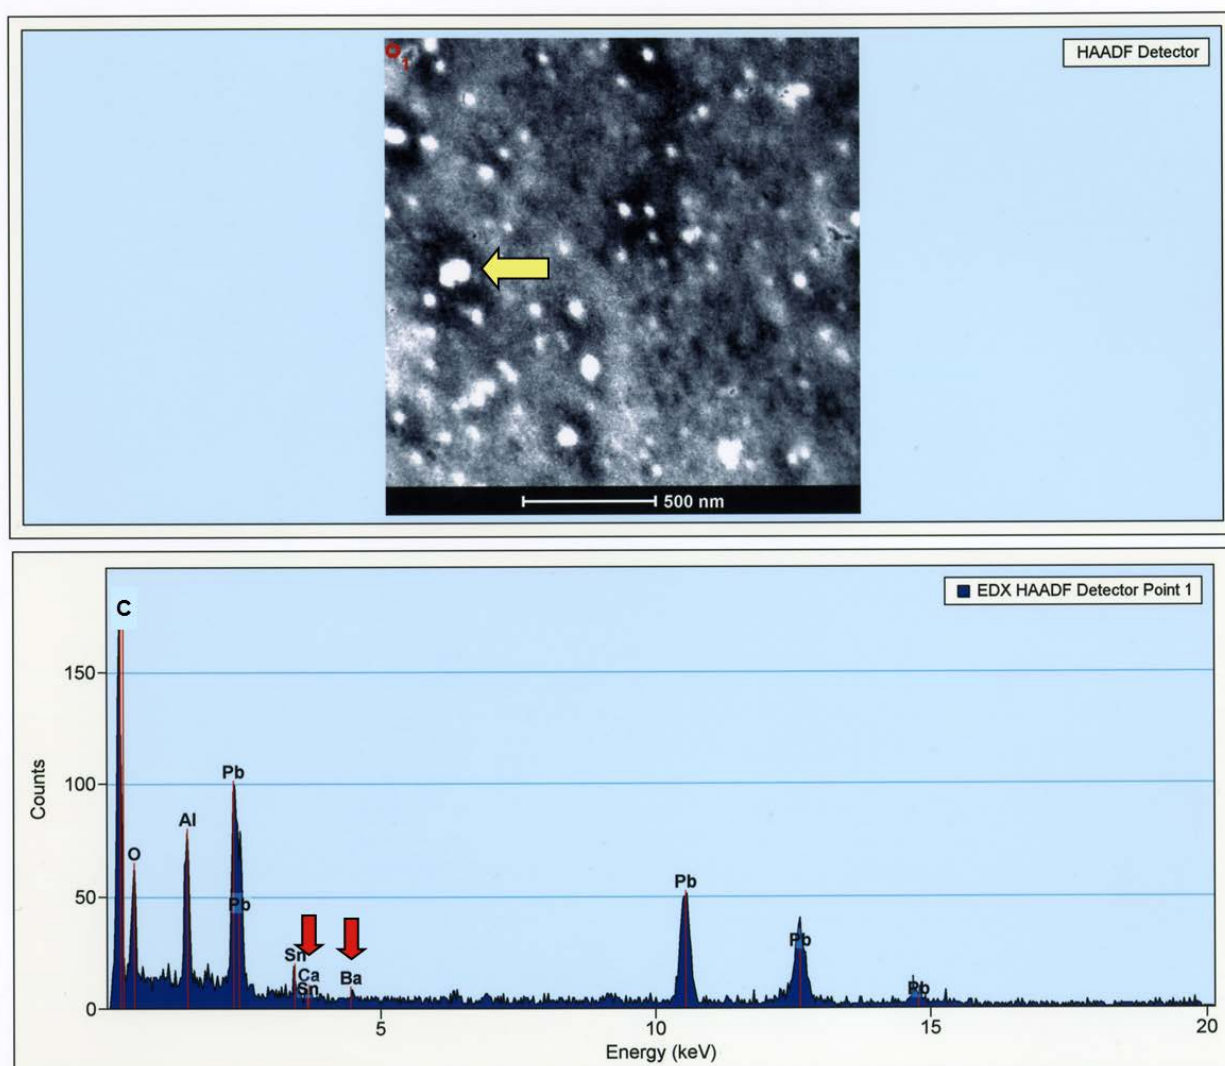 HAADF Detector
1
500 nm
EDX HAADF Detector Point 1
C
150
100
50
0
Counts
O
Al
Pb
Pb
Sn
Ca
Sn
Ba
Pb
Pb
Pb
5
10
15
20
Energy (keV)